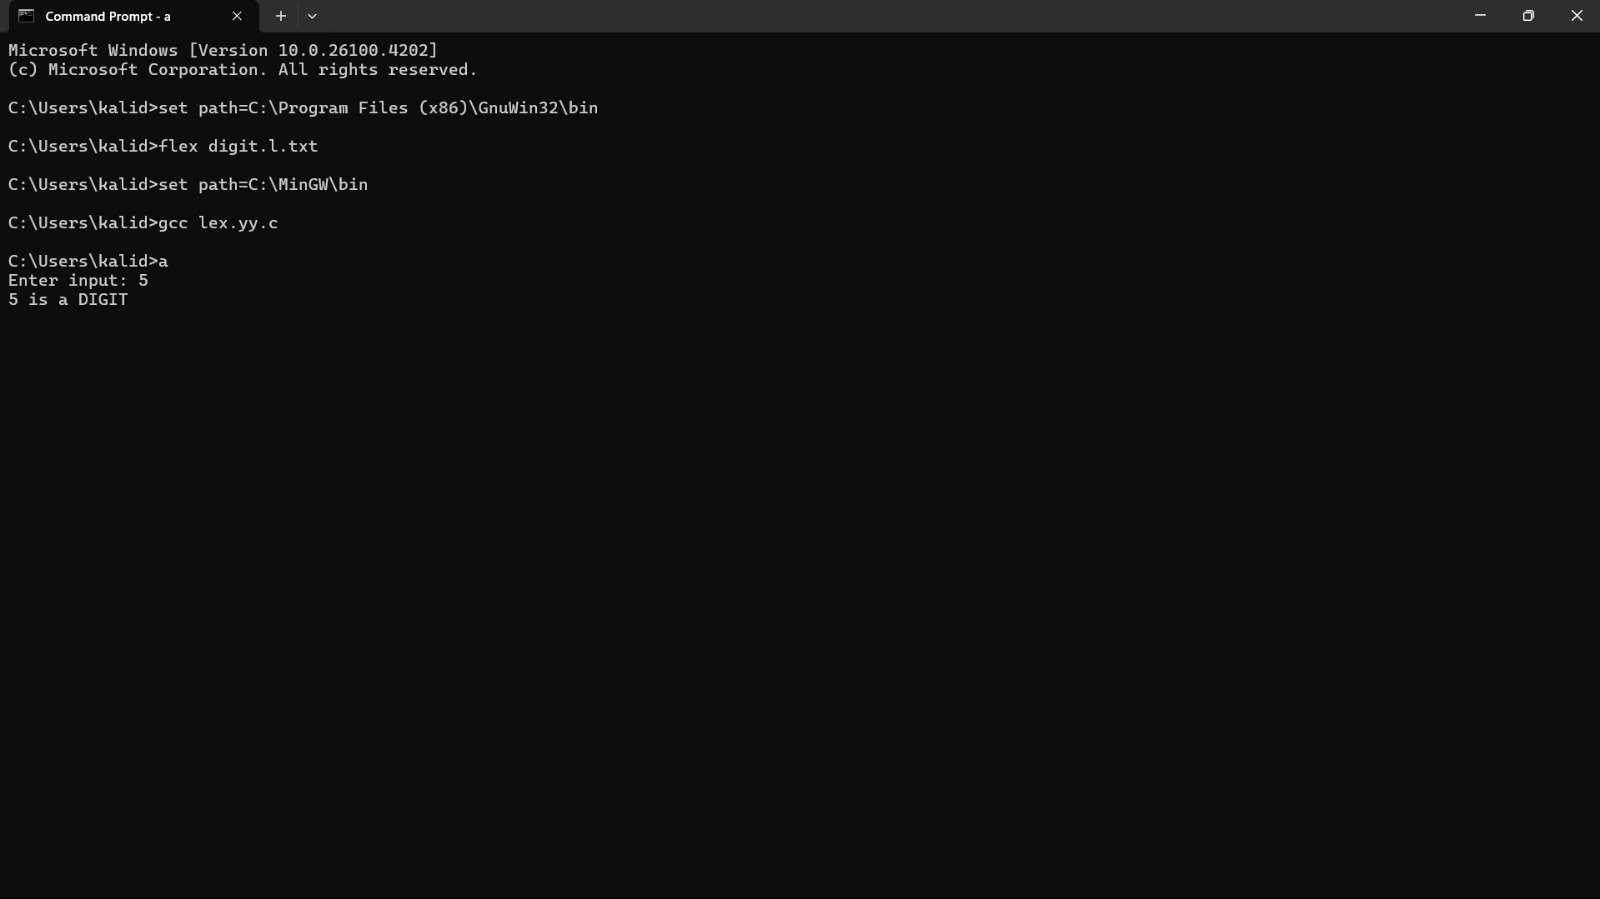 Command Prompt - a
Microsoft Windows [Version 10.0.26100.4202]
(c) Microsoft Corporation. All rights reserved.
C:\Users\kalid>set path=C:\Program Files (x86)\GnuWin32\bin
C:\Users\kalid>flex digit.l.txt
C:\Users\kalid>set path=C:\MinGW\bin
C:\Users\kalid>gcc lex.yy.c
C:\Users\kalid>a
Enter input: 5
5 is a DIGIT